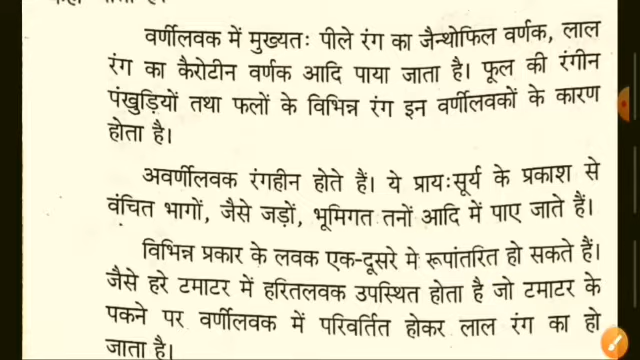 वर्णीलवक में मुख्यतः पीले रंग का जैन्थोफिल वर्णक, लाल
रंग का कैरोटीन वर्णक आदि पाया जाता है। फूल की रंगीन
पंखुड़ियों तथा फलों के विभिन्न रंग इन वर्णीलवकों के कारण
होता है।
अवर्णीलवक रंगहीन होते हैं। ये प्रायःसूर्य के प्रकाश से
वंचित भागों, जैसे जड़ों, भूमिगत तनों आदि में पाए जाते हैं।
विभिन्न प्रकार के लवक एक-दूसरे मे रूपांतरित हो सकते हैं।
जैसे हरे टमाटर में हरितलवक उपस्थित होता है जो टमाटर के
पकने पर वर्णीलवक में परिवर्तित होकर लाल रंग का हो
जाता है।